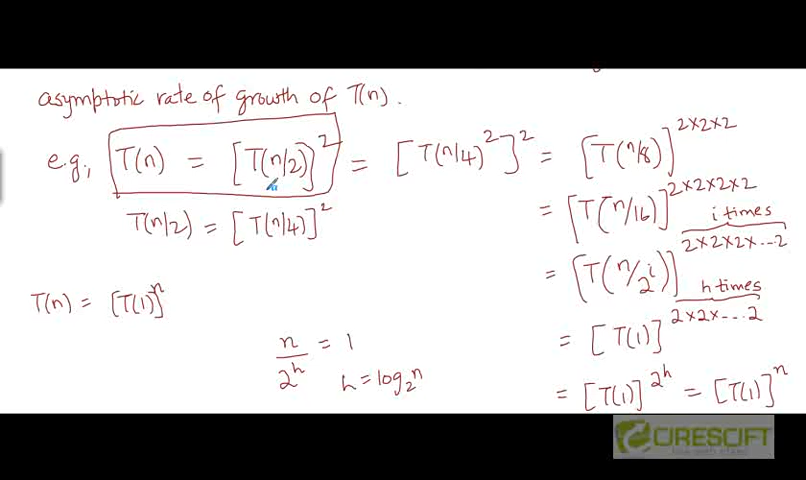 asymptotic rate of growth of T(n).
e.g., T(n) = [T(n/2)]² = [T(n/4)²]² = [T(n/8)]^2×2×2
T(n/2) = [T(n/4)]²
= [T(n/16)]^2×2×2×2
i times
= [T(n/2^i)]^2×2×2×...2
h times
T(n) = [T(1)]^n
= [T(1)]^2×2×...2
n/2^h = 1
h = log₂n
= [T(1)]^2^h = [T(1)]^n
CIRESCIFT